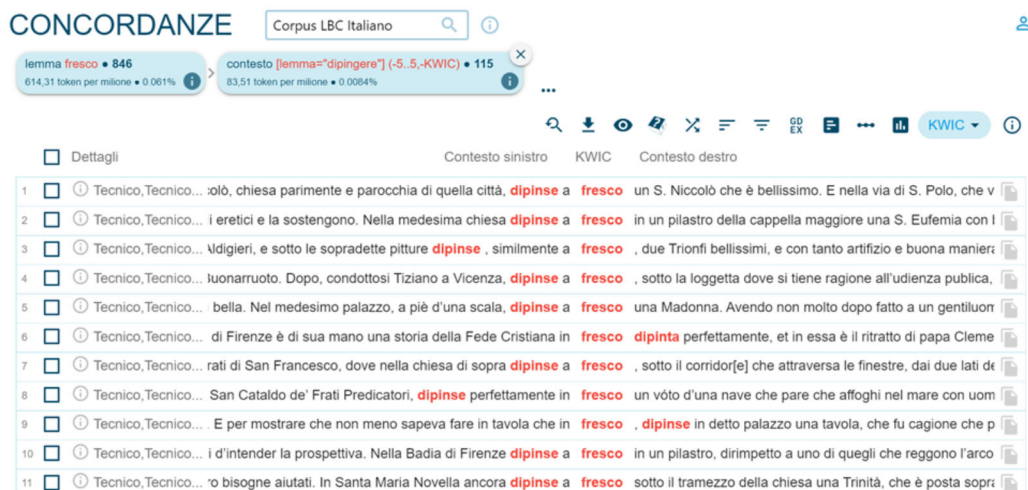 CONCORDANZE Corpus LBC Italiano
lemma fresco • 846
614,31 token per milione • 0.061%
contesto [lemma="dipingere"] (-5..5,-KWIC) • 115
83,51 token per milione • 0.0084%
KWIC
Dettagli Contesto sinistro KWIC Contesto destro
1 Tecnico,Tecnico... colò, chiesa parimente e parocchia di quella città, dipinse a fresco un S. Niccolò che è bellissimo. E nella via di S. Polo, che v
2 Tecnico,Tecnico... i eretici e la sostengono. Nella medesima chiesa dipinse a fresco in un pilastro della cappella maggiore una S. Eufemia con
3 Tecnico,Tecnico... Aldigieri, e sotto le sopradette pitture dipinse , similmente a fresco , due Trionfi bellissimi, e con tanto artifizio e buona maniera
4 Tecnico,Tecnico... Buonarruoto. Dopo, condottosi Tiziano a Vicenza, dipinse a fresco , sotto la loggetta dove si tiene ragione all'udienza publica,
5 Tecnico,Tecnico... bella. Nel medesimo palazzo, a piè d'una scala, dipinse a fresco una Madonna. Avendo non molto dopo fatto a un gentiluom
6 Tecnico,Tecnico... di Firenze è di sua mano una storia della Fede Cristiana in fresco dipinta perfettamente, et in essa è il ritratto di papa Cleme
7 Tecnico,Tecnico... rati di San Francesco, dove nella chiesa di sopra dipinse a fresco , sotto il corridor[e] che attraversa le finestre, dai due lati de
8 Tecnico,Tecnico... San Cataldo de' Frati Predicatori, dipinse perfettamente in fresco un vóto d'una nave che pare che affoghi nel mare con uom
9 Tecnico,Tecnico... . E per mostrare che non meno sapeva fare in tavola che in fresco , dipinse in detto palazzo una tavola, che fu cagione che p
10 Tecnico,Tecnico... i d'intender la prospettiva. Nella Badia di Firenze dipinse a fresco in un pilastro, dirimpetto a uno di quegli che reggono l'arco
11 Tecnico,Tecnico... ro bisogne aiutati. In Santa Maria Novella ancora dipinse a fresco sotto il tramezzo della chiesa una Trinità, che è posta sopra